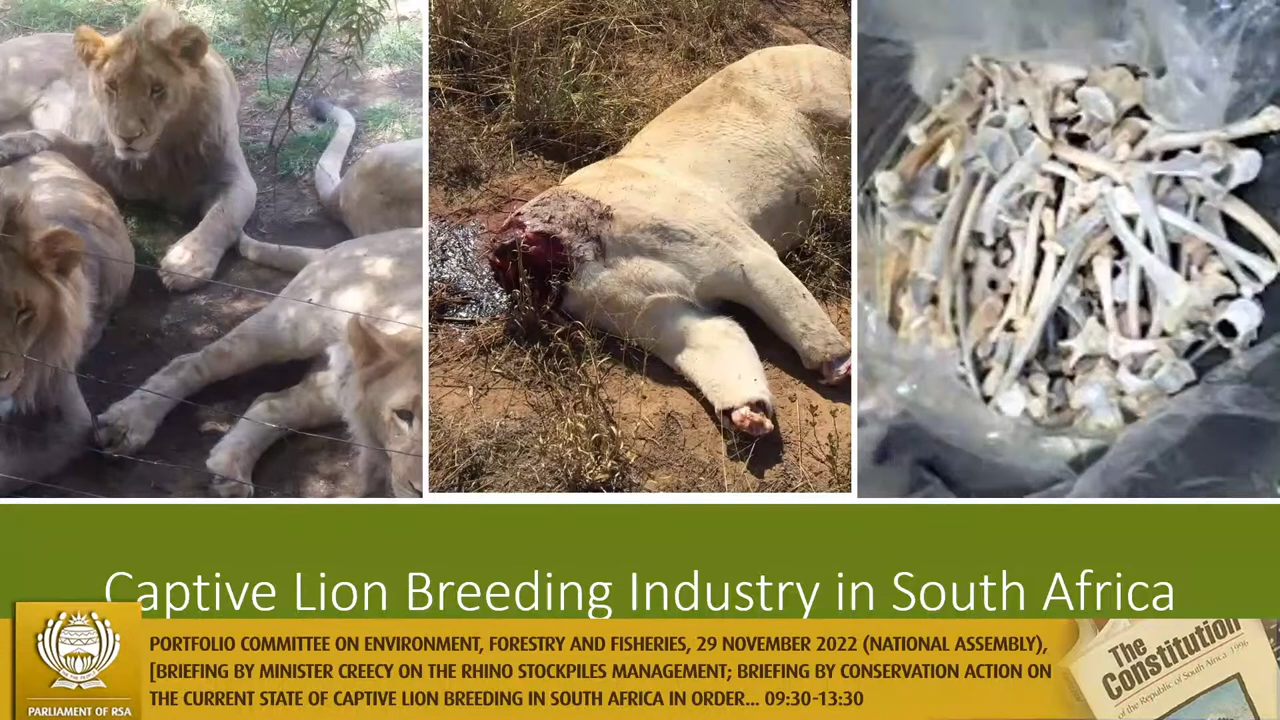 Captive Lion Breeding Industry in South Africa
PORTFOLIO COMMITTEE ON ENVIRONMENT, FORESTRY AND FISHERIES, 29 NOVEMBER 2022 (NATIONAL ASSEMBLY),
[BRIEFING BY MINISTER CREECY ON THE RHINO STOCKPILES MANAGEMENT; BRIEFING BY CONSERVATION ACTION ON
THE CURRENT STATE OF CAPTIVE LION BREEDING IN SOUTH AFRICA IN ORDER... 09:30-13:30
PARLIAMENT OF RSA
The
Constitution
of the Republic of South Africa, 1996